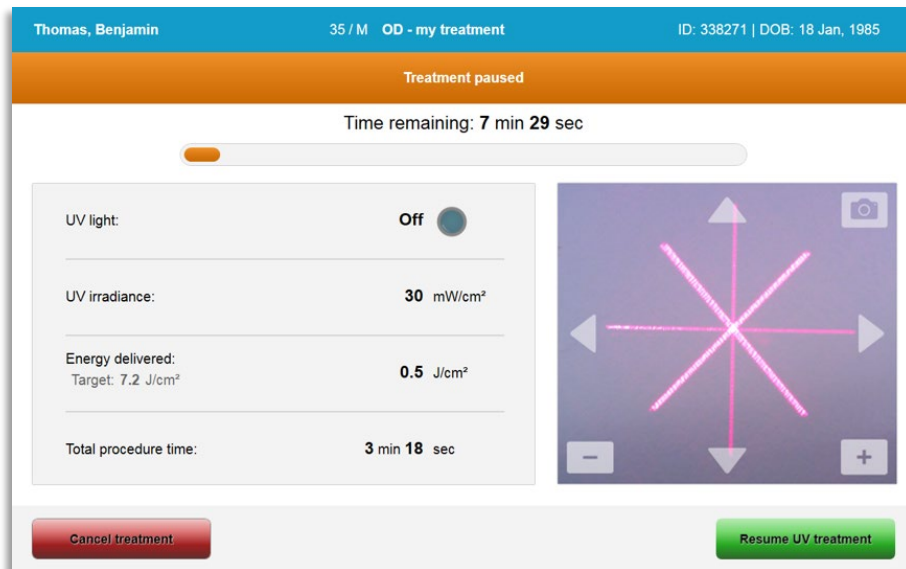 Thomas, Benjamin 35 / M OD - my treatment ID: 338271 | DOB: 18 Jan, 1985
Treatment paused
Time remaining: 7 min 29 sec
UV light: Off
UV irradiance: 30 mW/cm²
Energy delivered:
Target: 7.2 J/cm² 0.5 J/cm²
Total procedure time: 3 min 18 sec
Cancel treatment Resume UV treatment